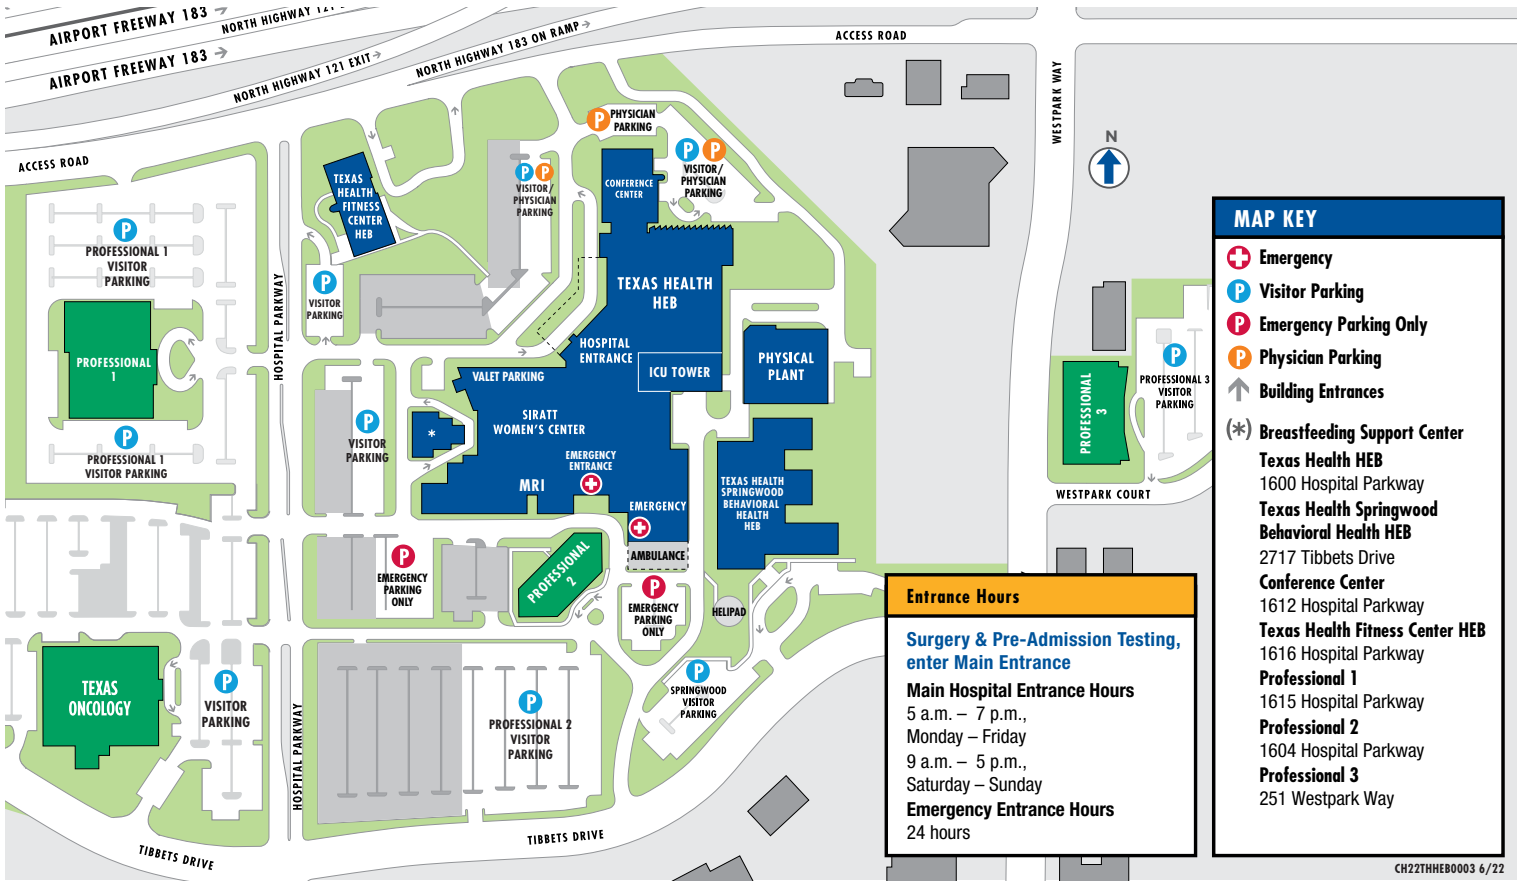 AIRPORT FREEWAY 183
NORTH HIGHWAY 121
AIRPORT FREEWAY 183
NORTH HIGHWAY 121 EXIT
NORTH HIGHWAY 183 ON RAMP
ACCESS ROAD
ACCESS ROAD
WESTPARK WAY
N
P
PHYSICIAN
PARKING
P P
VISITOR/
PHYSICIAN
PARKING
P P
VISITOR/
PHYSICIAN
PARKING
CONFERENCE
CENTER
TEXAS
HEALTH
FITNESS
CENTER
HEB
P
PROFESSIONAL 1
VISITOR
PARKING
P
VISITOR
PARKING
HOSPITAL PARKWAY
TEXAS HEALTH
HEB
HOSPITAL
ENTRANCE
ICU TOWER
PHYSICAL
PLANT
PROFESSIONAL
1
VALET PARKING
SIRATT
WOMEN'S CENTER
*
P
VISITOR
PARKING
P
PROFESSIONAL 1
VISITOR PARKING
EMERGENCY
ENTRANCE
MRI
EMERGENCY
TEXAS HEALTH
SPRINGWOOD
BEHAVIORAL
HEALTH
HEB
AMBULANCE
PROFESSIONAL
2
P
EMERGENCY
PARKING
ONLY
P
EMERGENCY
PARKING
ONLY
HELIPAD
PROFESSIONAL
3
P
PROFESSIONAL 3
VISITOR
PARKING
WESTPARK COURT
TEXAS
ONCOLOGY
P
VISITOR
PARKING
HOSPITAL PARKWAY
P
PROFESSIONAL 2
VISITOR
PARKING
P
SPRINGWOOD
VISITOR
PARKING
TIBBETS DRIVE
TIBBETS DRIVE
Entrance Hours
Surgery & Pre-Admission Testing,
enter Main Entrance
Main Hospital Entrance Hours
5 a.m. – 7 p.m.,
Monday – Friday
9 a.m. – 5 p.m.,
Saturday – Sunday
Emergency Entrance Hours
24 hours
MAP KEY
Emergency
P Visitor Parking
P Emergency Parking Only
P Physician Parking
Building Entrances
(*) Breastfeeding Support Center
Texas Health HEB
1600 Hospital Parkway
Texas Health Springwood
Behavioral Health HEB
2717 Tibbets Drive
Conference Center
1612 Hospital Parkway
Texas Health Fitness Center HEB
1616 Hospital Parkway
Professional 1
1615 Hospital Parkway
Professional 2
1604 Hospital Parkway
Professional 3
251 Westpark Way
CH22THHEB0003 6/22